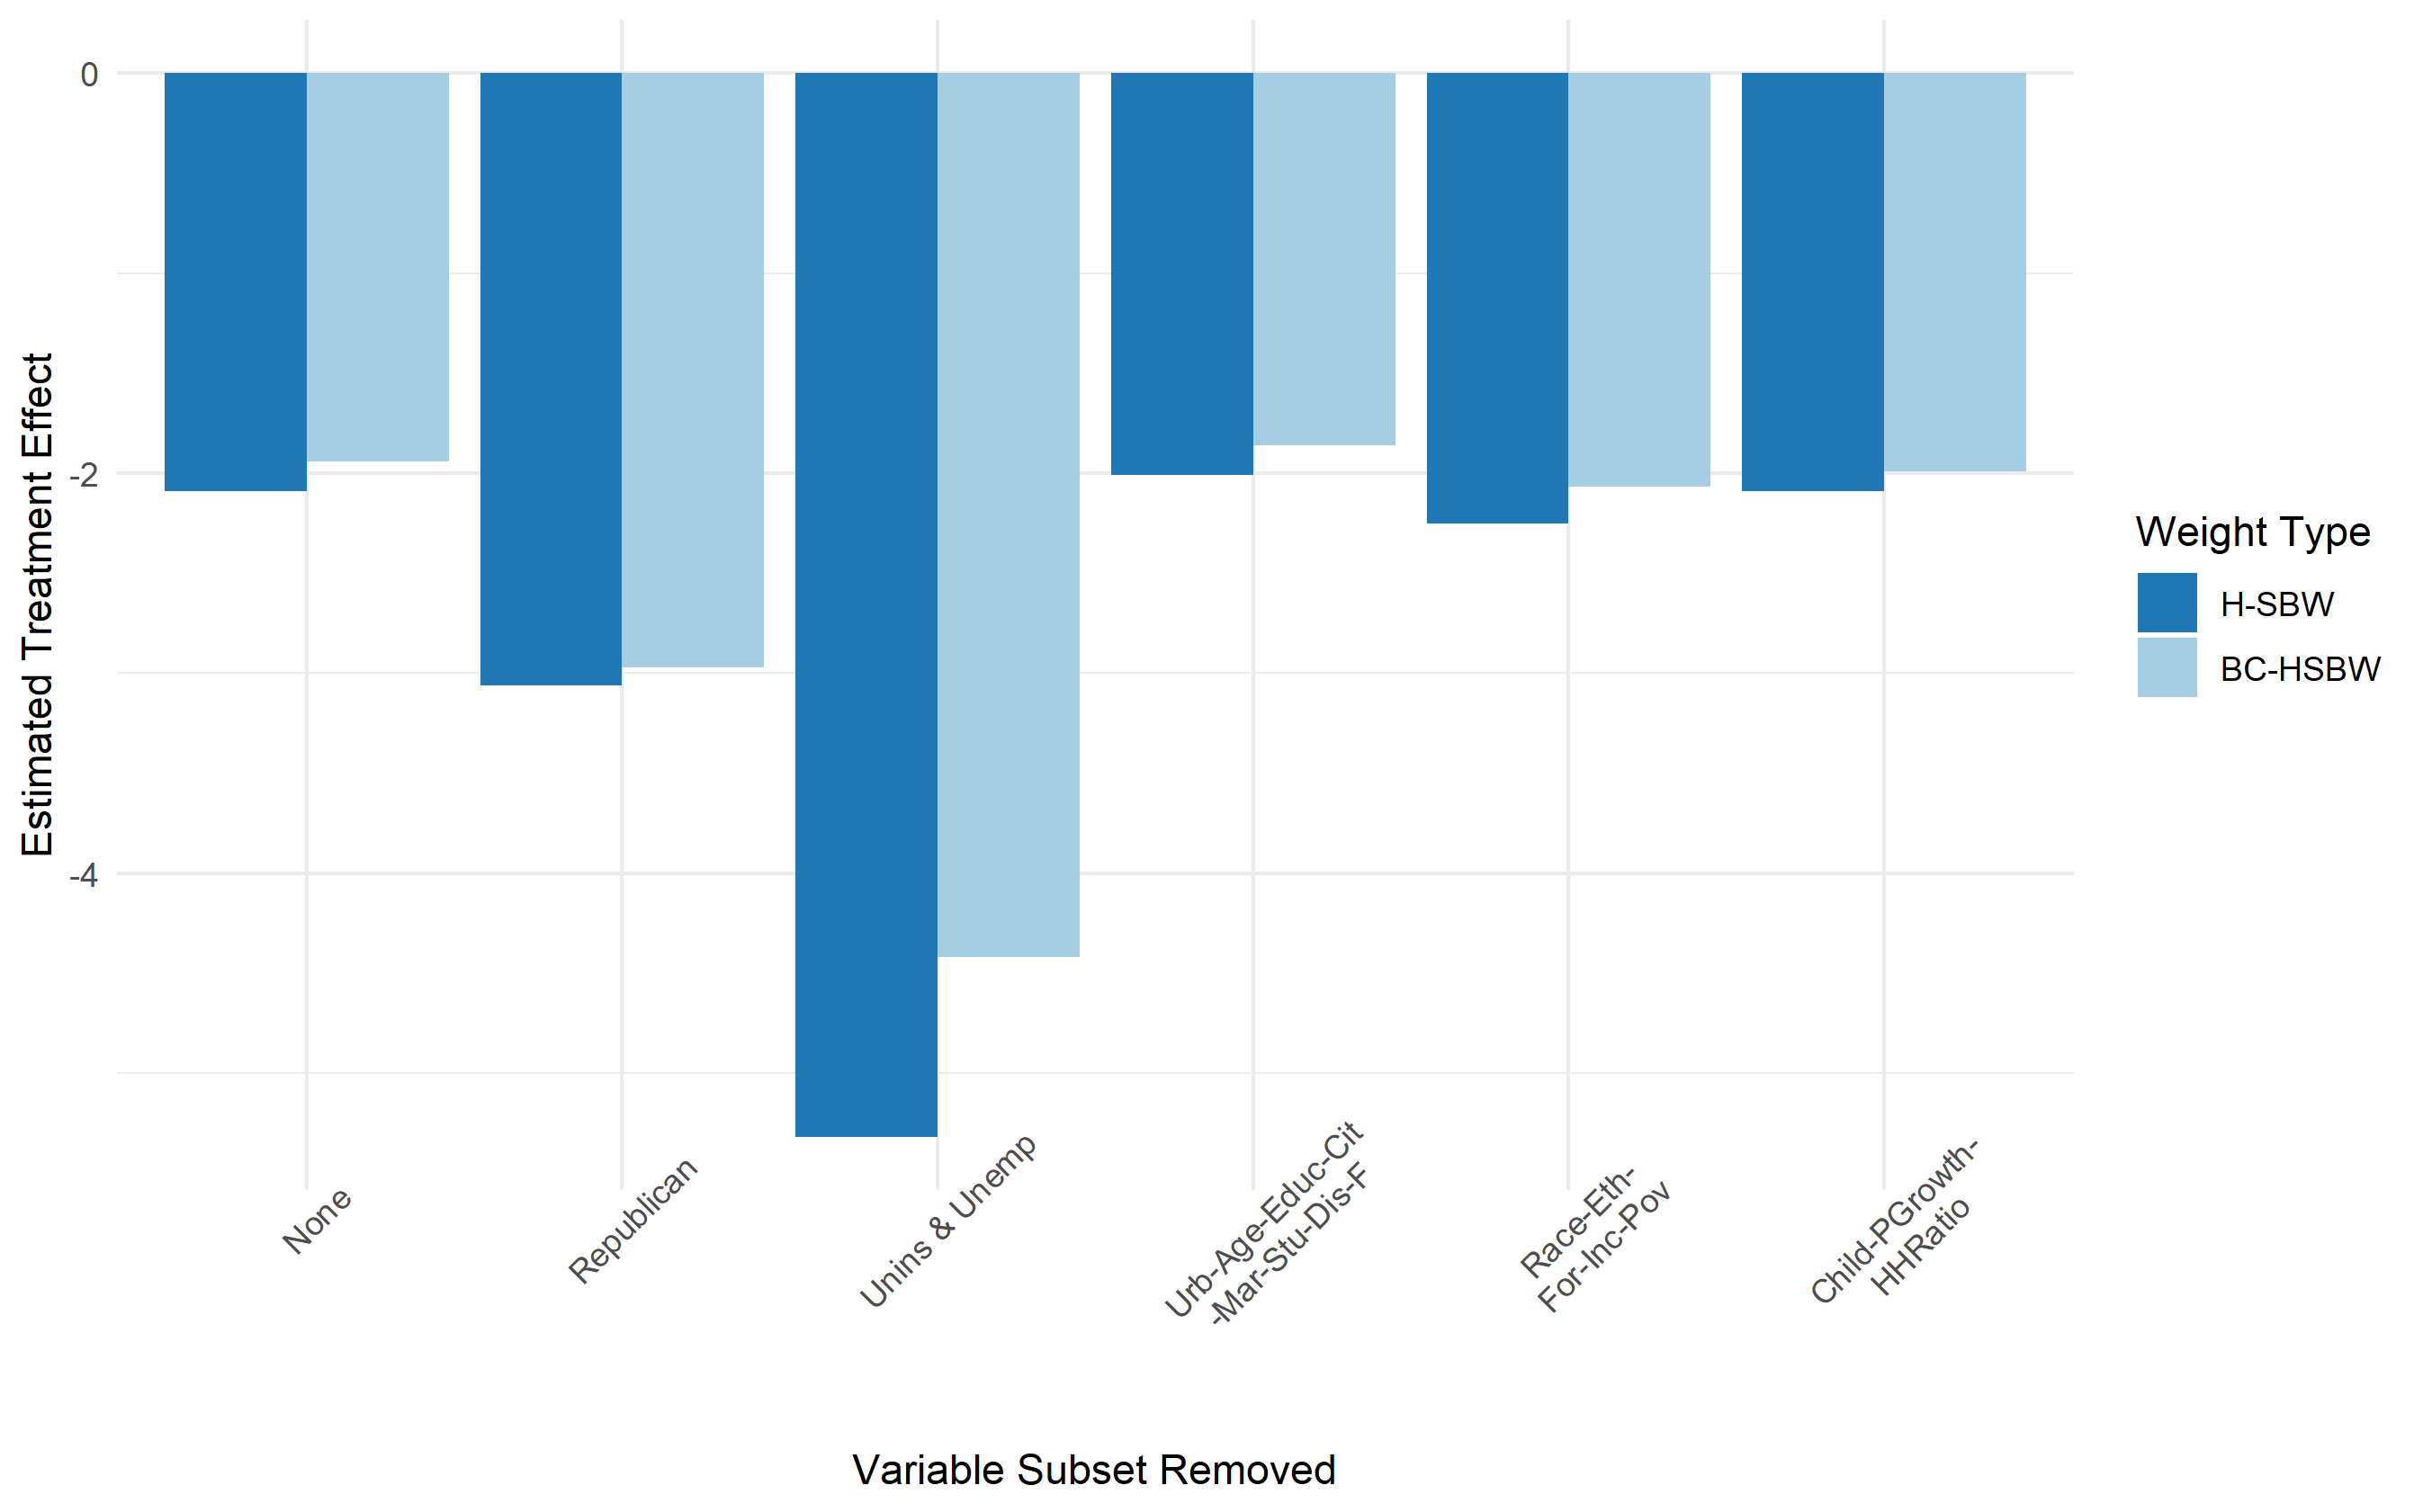 Estimated Treatment Effect
0
-2
-4
None
Republican
Unins & Unemp
Urb-Age-Educ-Cit
-Mar-Stu-Dis-F
Race-Eth-
For-Inc-Pov
Child-PGrowth-
HHRatio
Variable Subset Removed
Weight Type
H-SBW
BC-HSBW